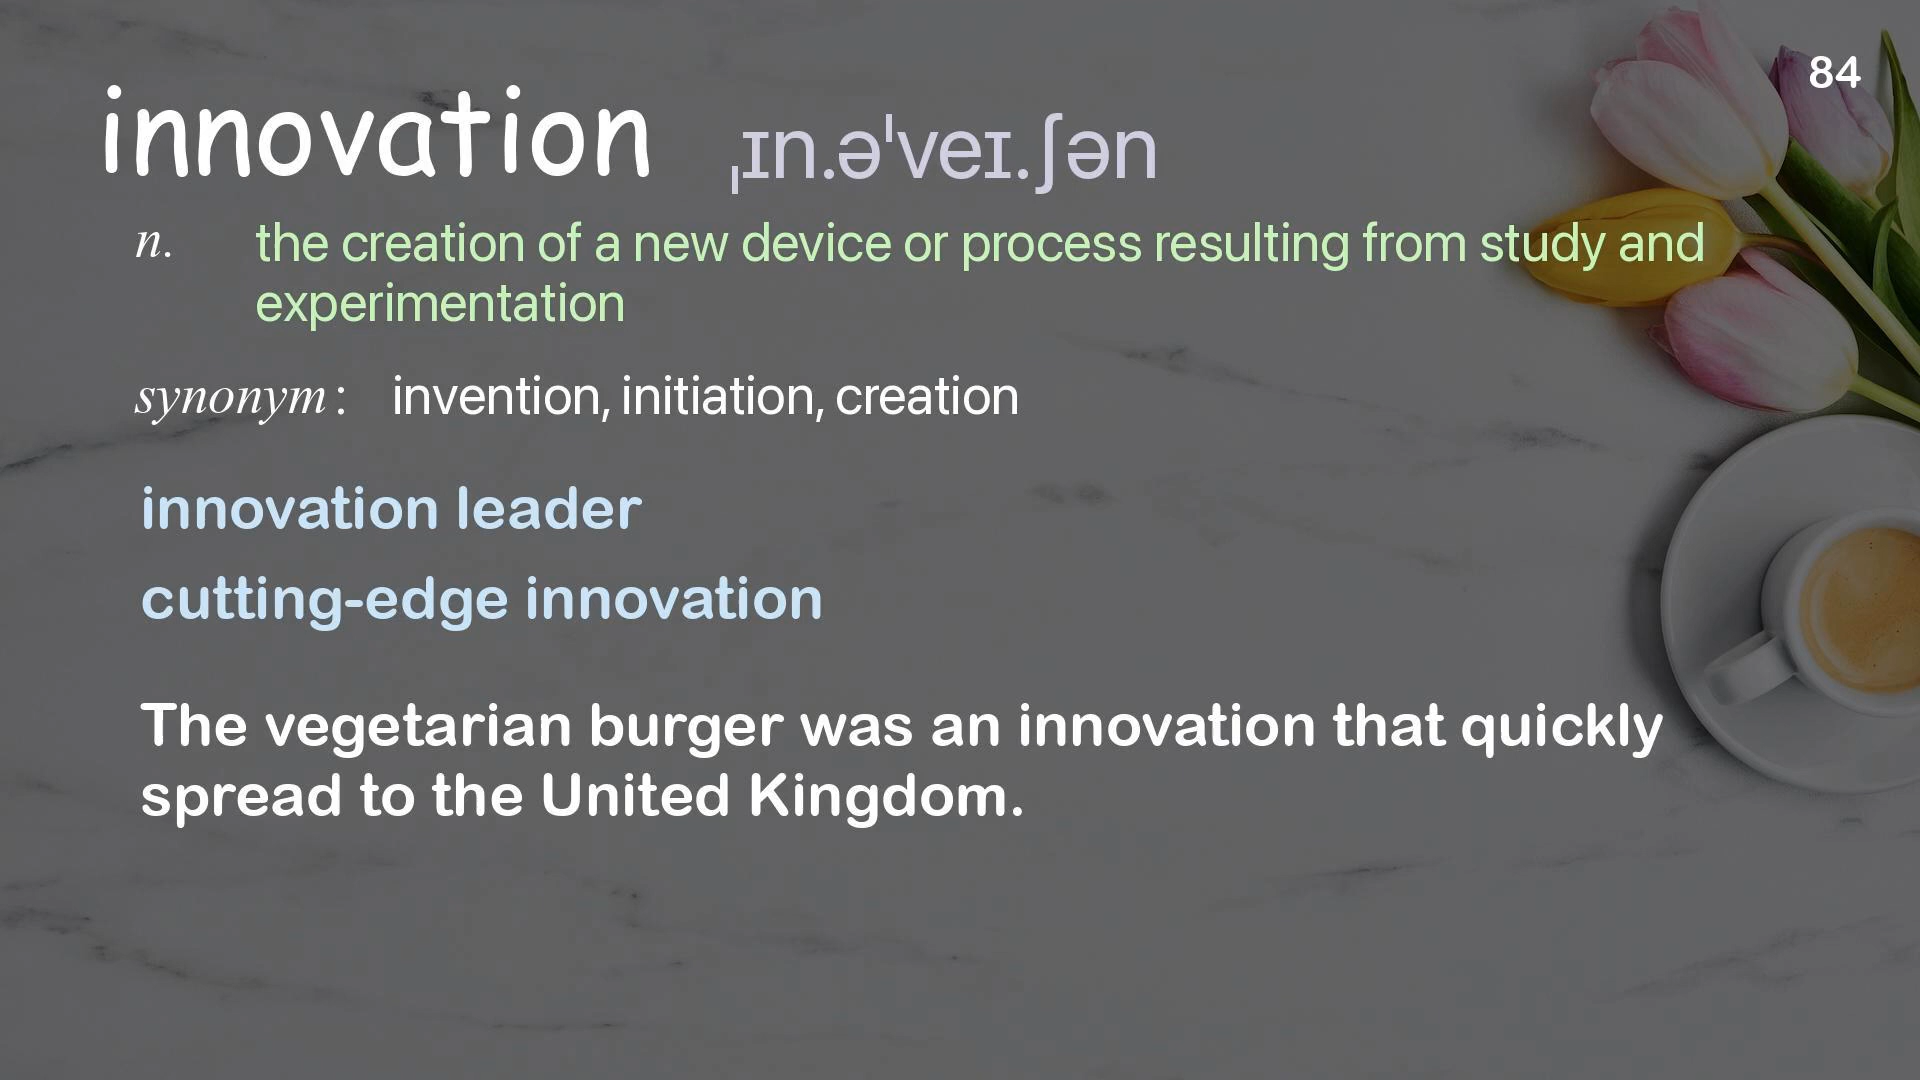 84
innovation ˌɪn.əˈveɪ.ʃən
n. the creation of a new device or process resulting from study and
experimentation
synonym: invention, initiation, creation
innovation leader
cutting-edge innovation
The vegetarian burger was an innovation that quickly
spread to the United Kingdom.